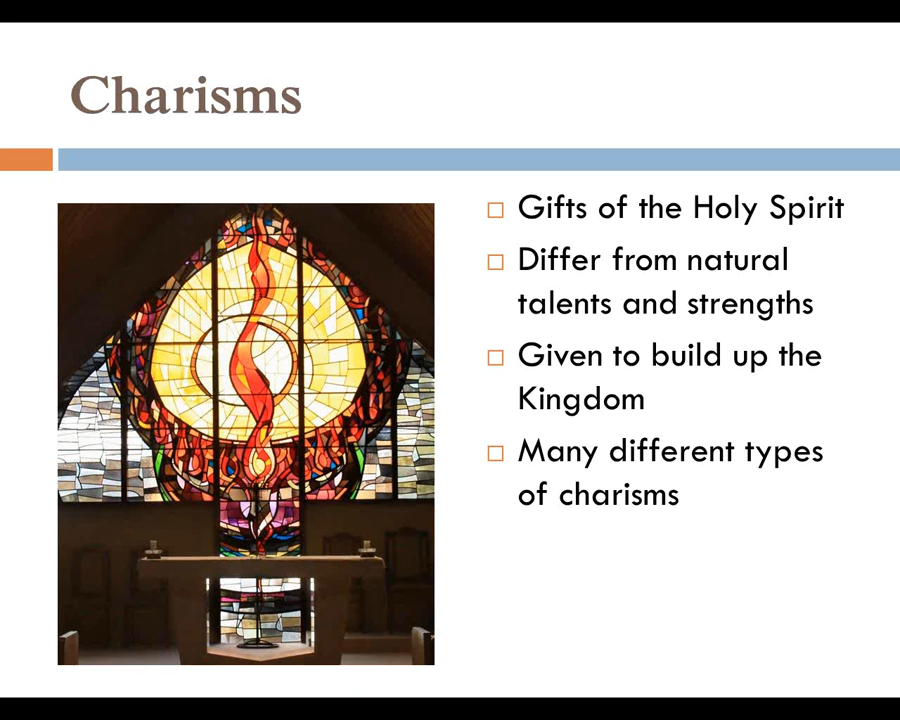 Charisms
Gifts of the Holy Spirit
Differ from natural
talents and strengths
Given to build up the
Kingdom
Many different types
of charisms